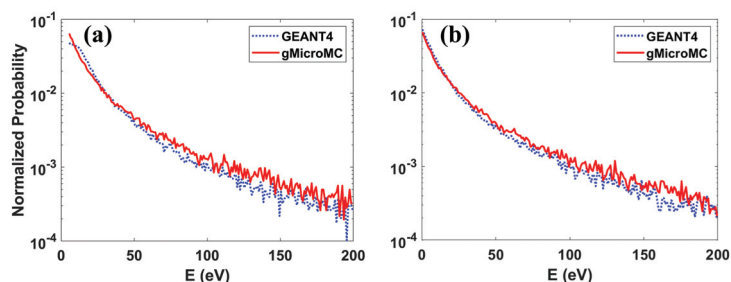 (a)
GEANT4
gMicroMC
Normalized Probability
10^-1
10^-2
10^-3
10^-4
0 50 100 150 200
E (eV)
(b)
GEANT4
gMicroMC
10^-1
10^-2
10^-3
10^-4
0 50 100 150 200
E (eV)